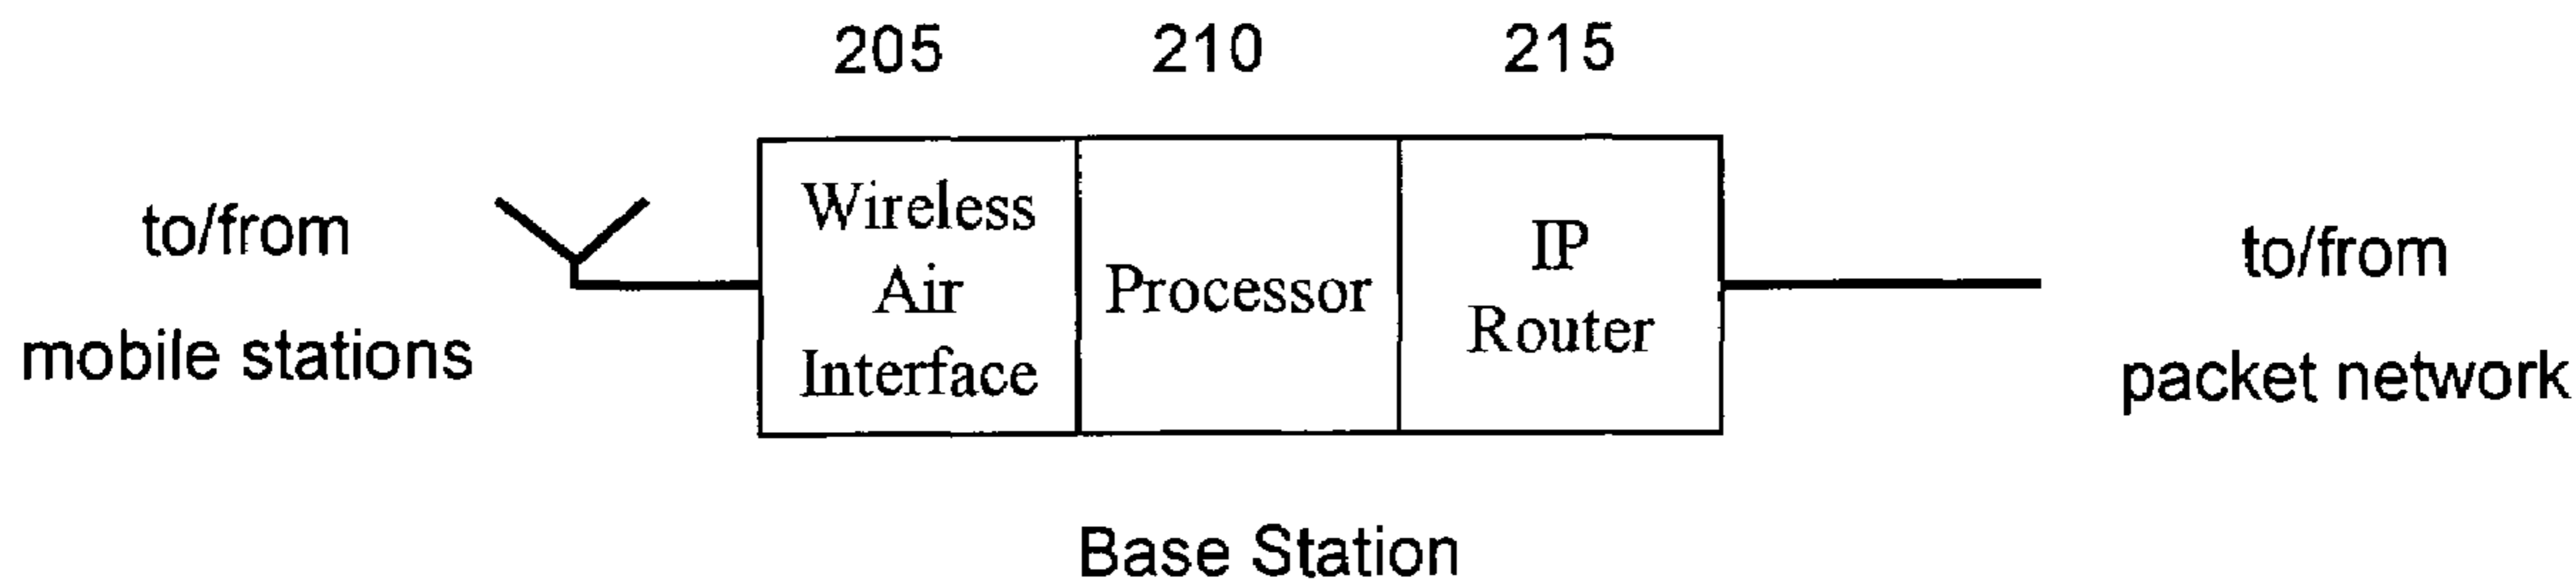 205 210 215
to/from
mobile stations
Wireless
Air
Interface
Processor
IP
Router
to/from
packet network
Base Station